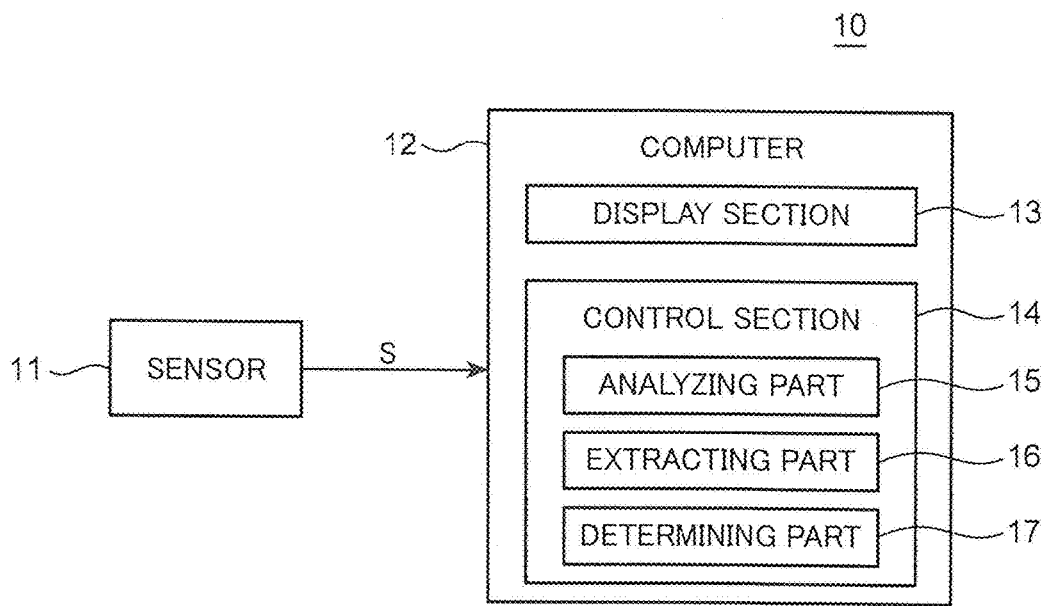 10
12
COMPUTER
DISPLAY SECTION
13
CONTROL SECTION
14
11
SENSOR
S
ANALYZING PART
15
EXTRACTING PART
16
DETERMINING PART
17